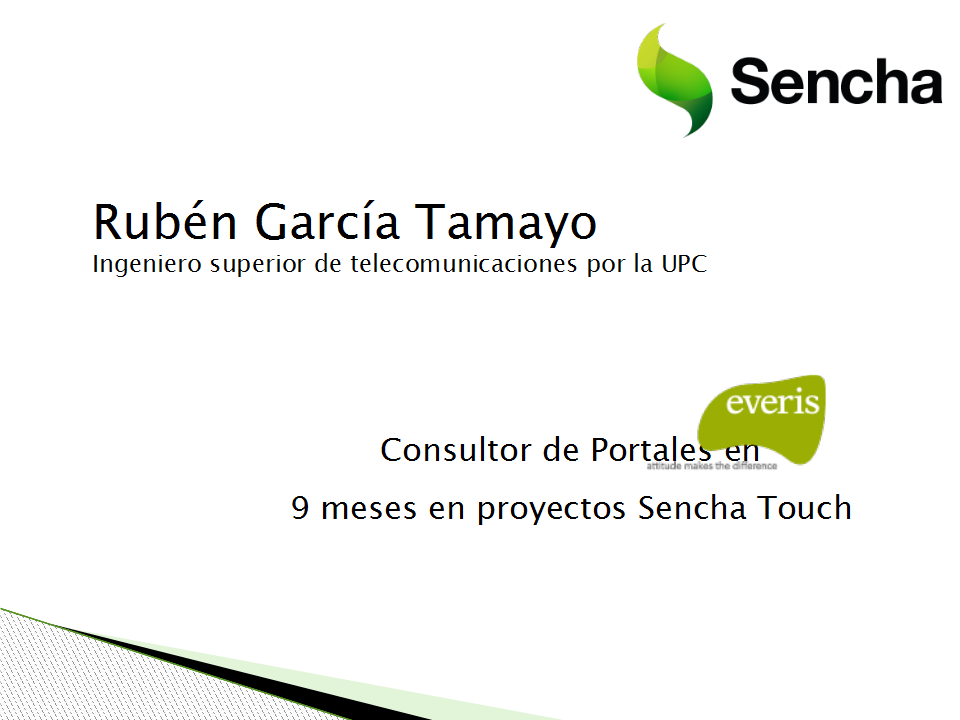 Sencha
Rubén García Tamayo
Ingeniero superior de telecomunicaciones por la UPC
everis
Consultor de Portales en
attitude makes the difference
9 meses en proyectos Sencha Touch